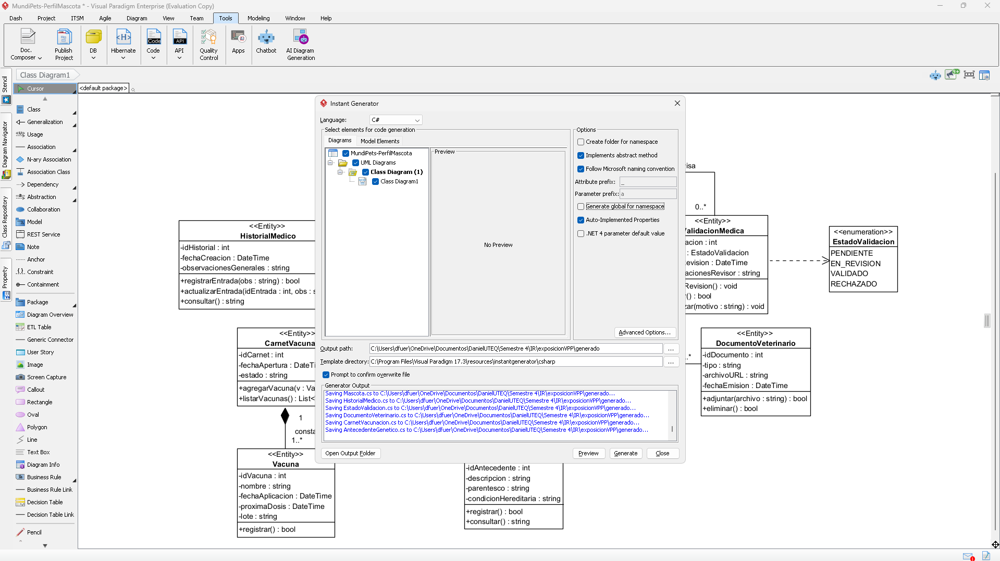 MundiPets-PerfilMascota * - Visual Paradigm Enterprise (Evaluation Copy)
Dash Project ITSM Agile Diagram View Team Tools Modeling Window Help
Doc. Composer
Publish Project
DB
Hibernate
Code
API
Quality Control
Apps
Chatbot
AI Diagram Generation
Class Diagram1
9+
Stencil
Diagram Navigator
Class Repository
Property
Cursor
<default package>
Class
Generalization
Usage
Association
N-ary Association
Association Class
Dependency
Abstraction
Collaboration
Model
REST Service
Note
Anchor
Constraint
Containment
Package
Diagram Overview
ETL Table
Generic Connector
User Story
Image
Screen Capture
Callout
Rectangle
Oval
Polygon
Line
Text Box
Diagram Info
Business Rule
Business Rule Link
Decision Table
Decision Table Link
Pencil
<<Entity>>
HistorialMedico
-idHistorial : int
-fechaCreacion : DateTime
-observacionesGenerales : string
+registrarEntrada(obs : string) : bool
+actualizarEntrada(idEntrada : int, obs : s
+consultar() : string
<<Entity>>
CarnetVacuna
-idCarnet : int
-fechaApertura : DateTi
-estado : string
+agregarVacuna(v : Va
+listarVacunas() : List<
1
consta
1..*
<<Entity>>
Vacuna
-idVacuna : int
-nombre : string
-fechaAplicacion : DateTime
-proximaDosis : DateTime
-lote : string
+registrar() : bool
Instant Generator
Language: C#
Select elements for code generation
Diagrams Model Elements
MundiPets-PerfilMascota
UML Diagrams
Class Diagram (1)
Class Diagram1
Preview
No Preview
Options
Create folder for namespace
Implements abstract method
Follow Microsoft naming convention
Attribute prefix: _
Parameter prefix: a
Generate global for namespace
Auto-Implemented Properties
.NET 4 parameter default value
Advanced Options...
Output path: C:\Users\dfuer\OneDrive\Documentos\DanielUTEQ\Semestre 4\IR\exposicionVPP\generado ...
Template directory: C:\Program Files\Visual Paradigm 17.3\resources\instantgenerator\csharp ...
Prompt to confirm overwrite file
Generator Output
Saving Mascota.cs to C:\Users\dfuer\OneDrive\Documentos\DanielUTEQ\Semestre 4\IR\exposicionVPP\generado...
Saving HistorialMedico.cs to C:\Users\dfuer\OneDrive\Documentos\DanielUTEQ\Semestre 4\IR\exposicionVPP\generado...
Saving EstadoValidacion.cs to C:\Users\dfuer\OneDrive\Documentos\DanielUTEQ\Semestre 4\IR\exposicionVPP\generado...
Saving DocumentoVeterinario.cs to C:\Users\dfuer\OneDrive\Documentos\DanielUTEQ\Semestre 4\IR\exposicionVPP\generado...
Saving CarnetVacunacion.cs to C:\Users\dfuer\OneDrive\Documentos\DanielUTEQ\Semestre 4\IR\exposicionVPP\generado...
Saving AntecedenteGenetico.cs to C:\Users\dfuer\OneDrive\Documentos\DanielUTEQ\Semestre 4\IR\exposicionVPP\generado...
Open Output Folder Preview Generate Close
-idAntecedente : int
-descripcion : string
-parentesco : string
-condicionHereditaria : string
+registrar() : bool
+consultar() : string
isa
0..*
<<Entity>>
ValidacionMedica
acion : int
: EstadoValidacion
evision : DateTime
acionesRevisor : string
Revision() : void
r() : bool
zar(motivo : string) : void
<<enumeration>>
EstadoValidacion
PENDIENTE
EN_REVISION
VALIDADO
RECHAZADO
.*
<<Entity>>
DocumentoVeterinario
-idDocumento : int
-tipo : string
-archivoURL : string
-fechaEmision : DateTime
+adjuntar(archivo : string) : bool
+eliminar() : bool
1